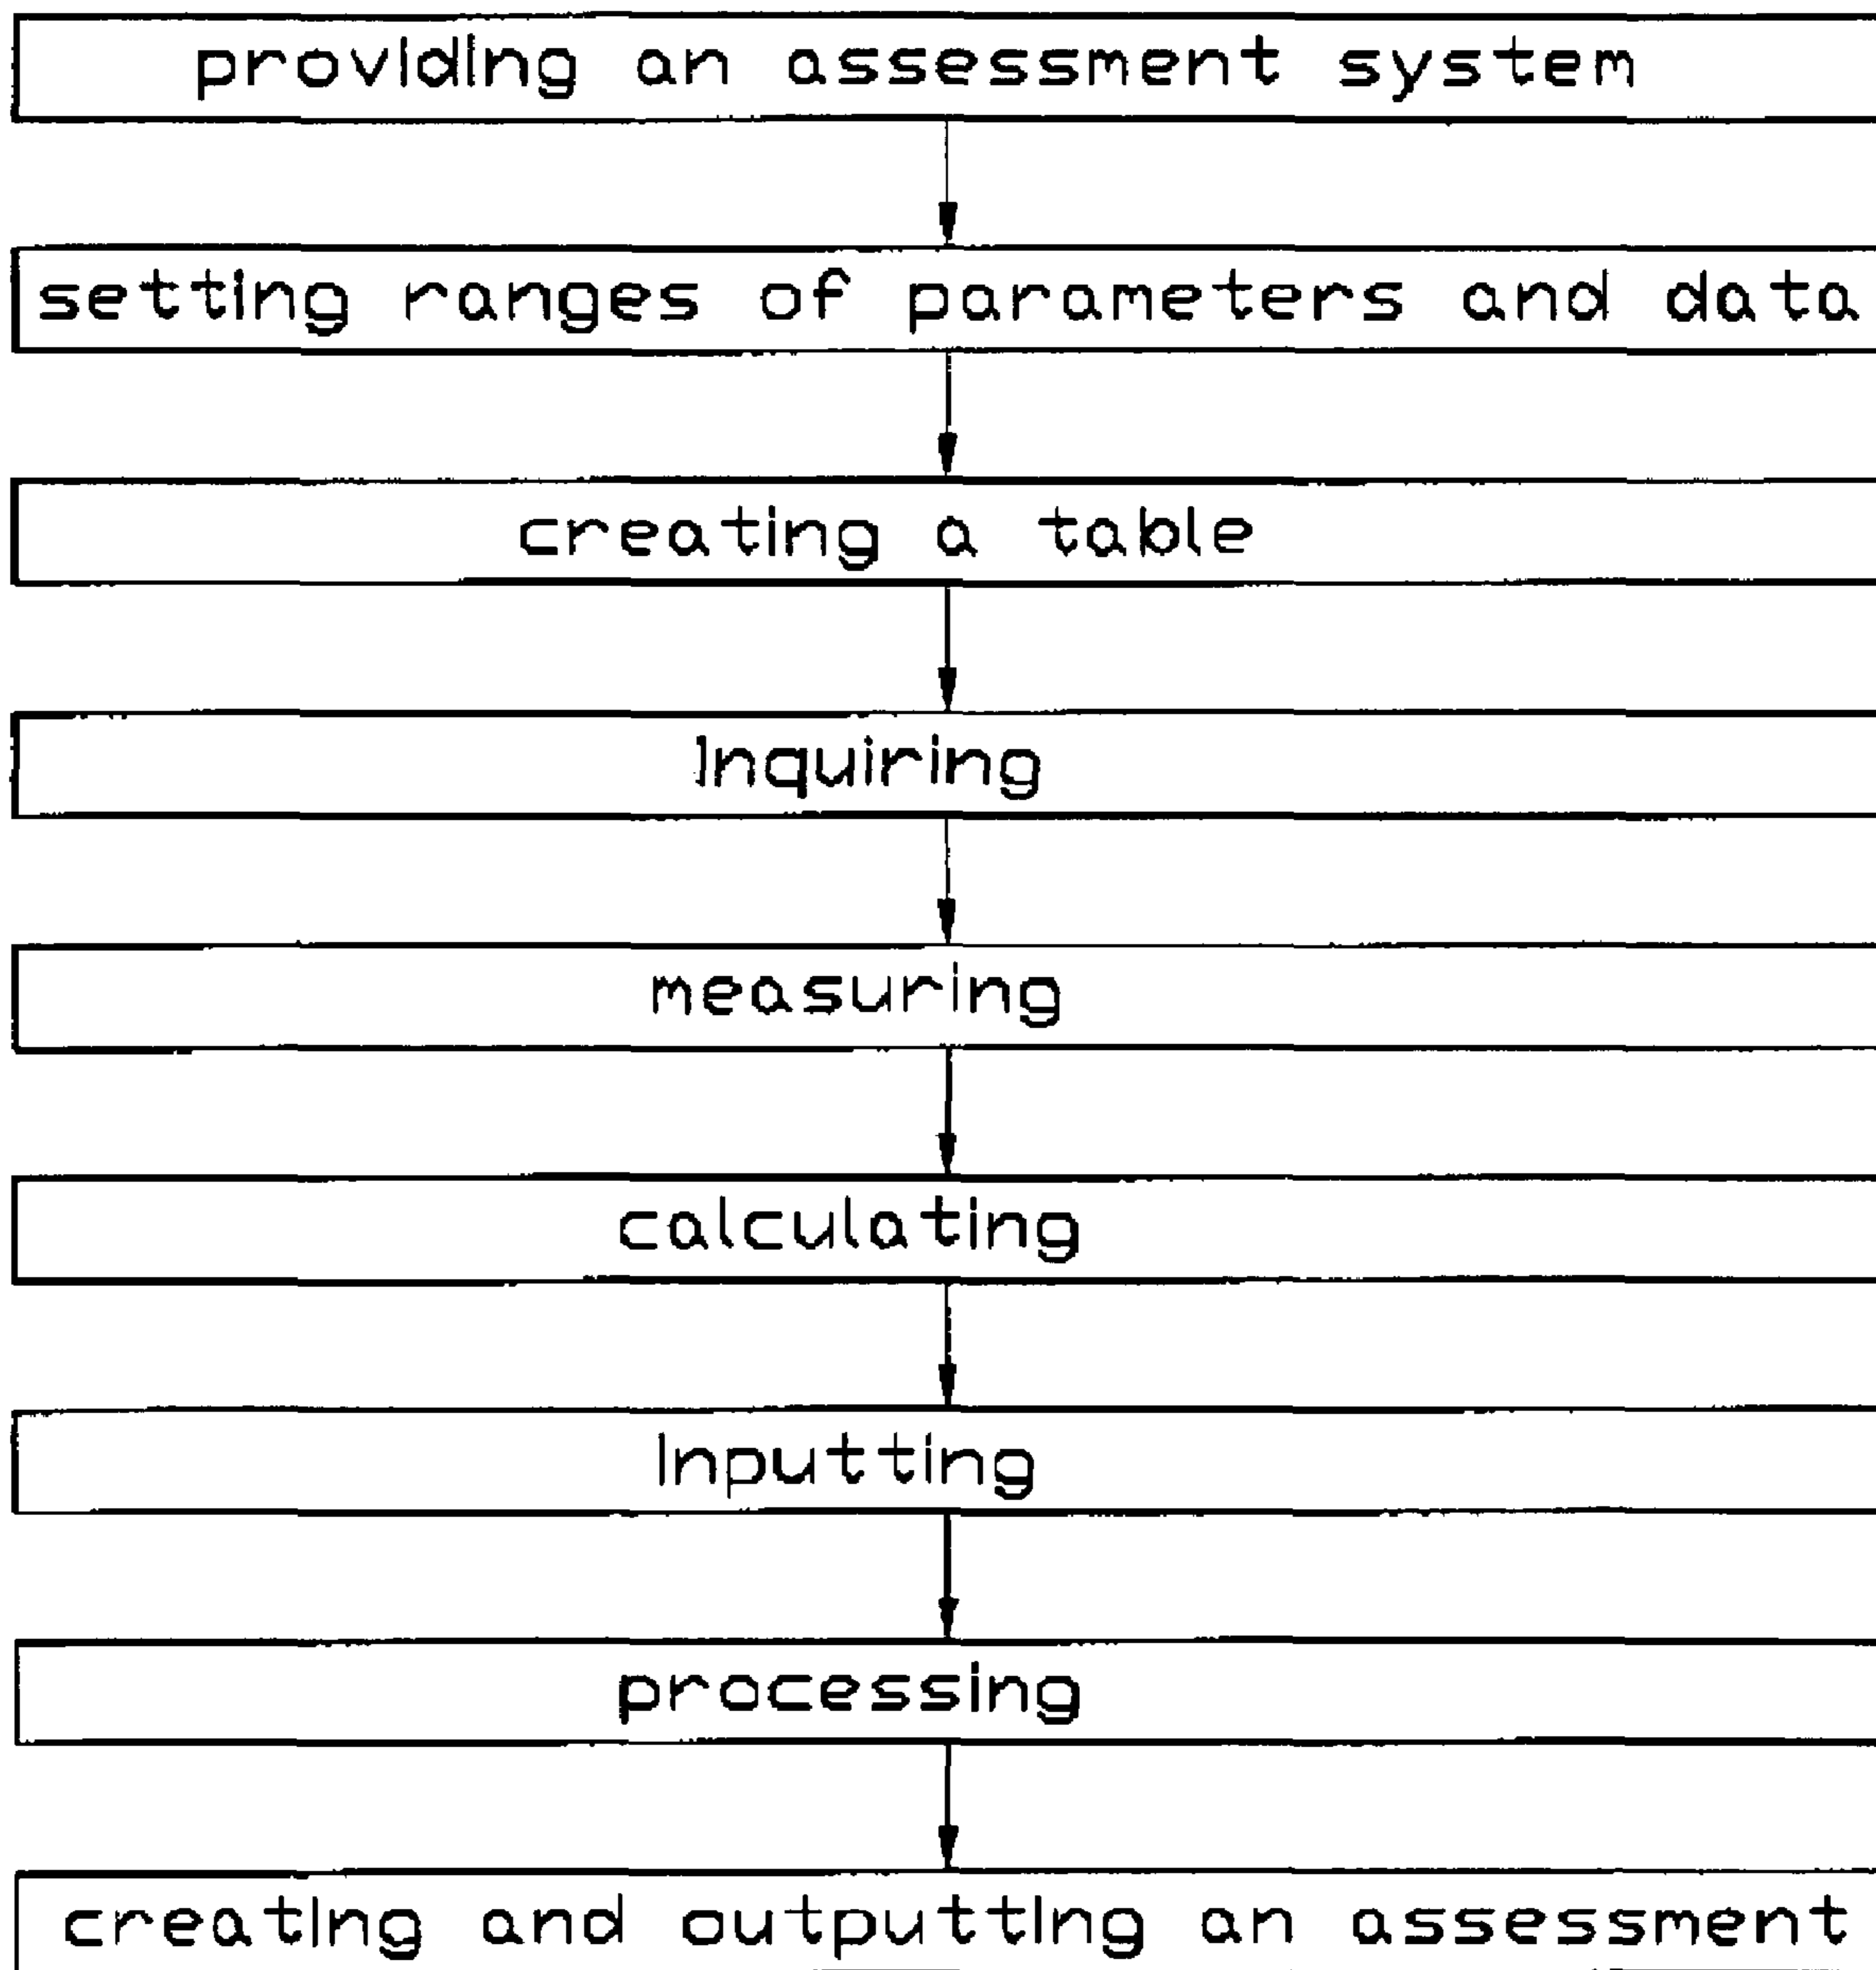 providing an assessment system
setting ranges of parameters and data
creating a table
inquiring
measuring
calculating
inputting
processing
creating and outputting an assessment